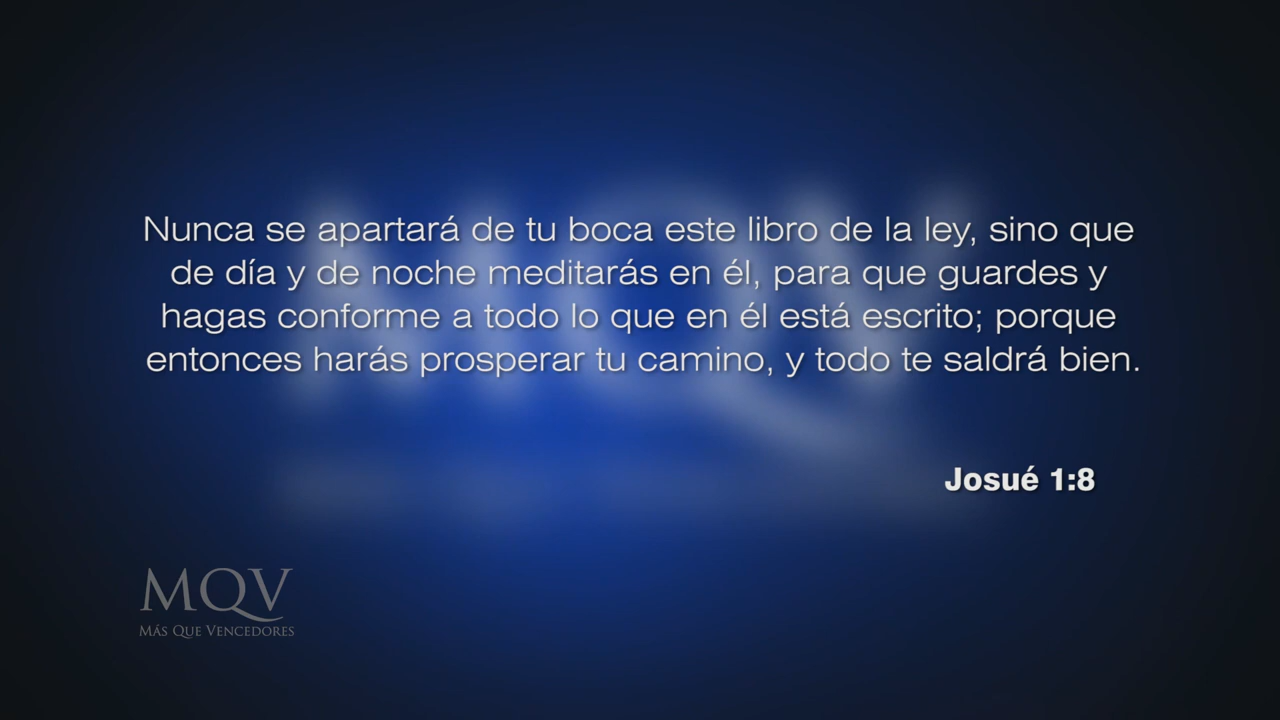 Nunca se apartará de tu boca este libro de la ley, sino que
de día y de noche meditarás en él, para que guardes y
hagas conforme a todo lo que en él está escrito; porque
entonces harás prosperar tu camino, y todo te saldrá bien.
Josué 1:8
MQV
MÁS QUE VENCEDORES